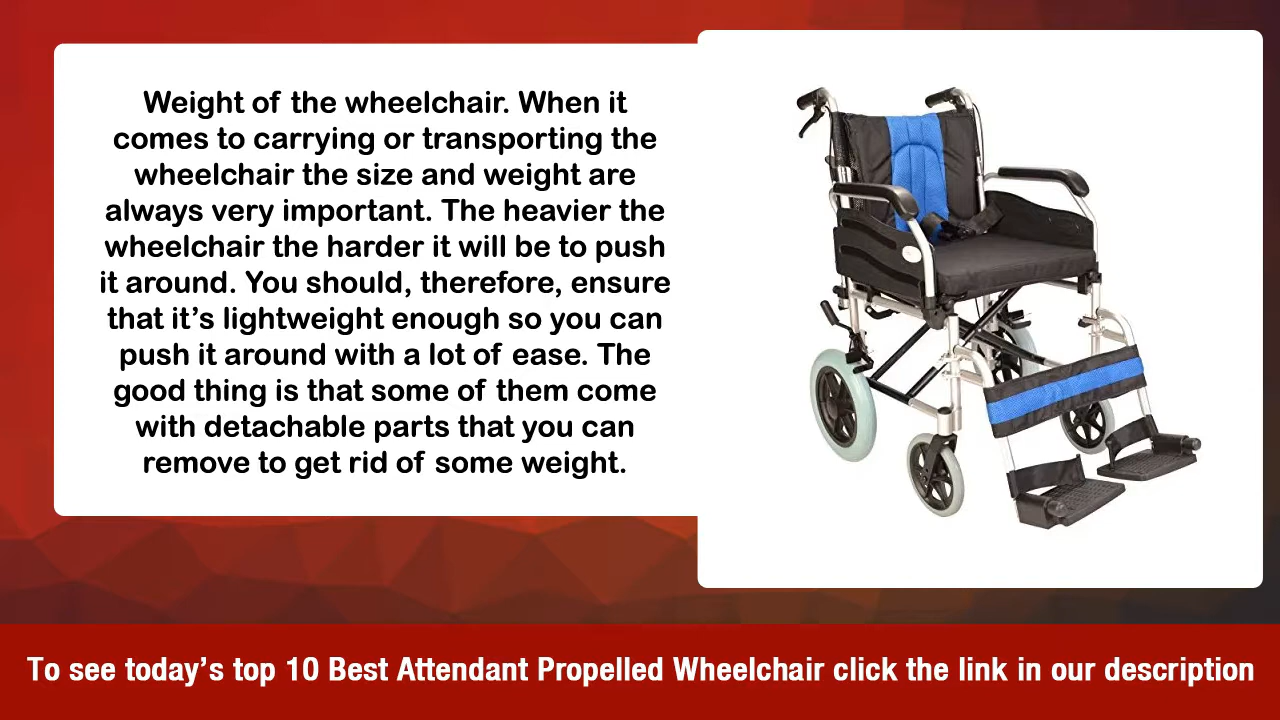 Weight of the wheelchair. When it
comes to carrying or transporting the
wheelchair the size and weight are
always very important. The heavier the
wheelchair the harder it will be to push
it around. You should, therefore, ensure
that it’s lightweight enough so you can
push it around with a lot of ease. The
good thing is that some of them come
with detachable parts that you can
remove to get rid of some weight.
To see today’s top 10 Best Attendant Propelled Wheelchair click the link in our description